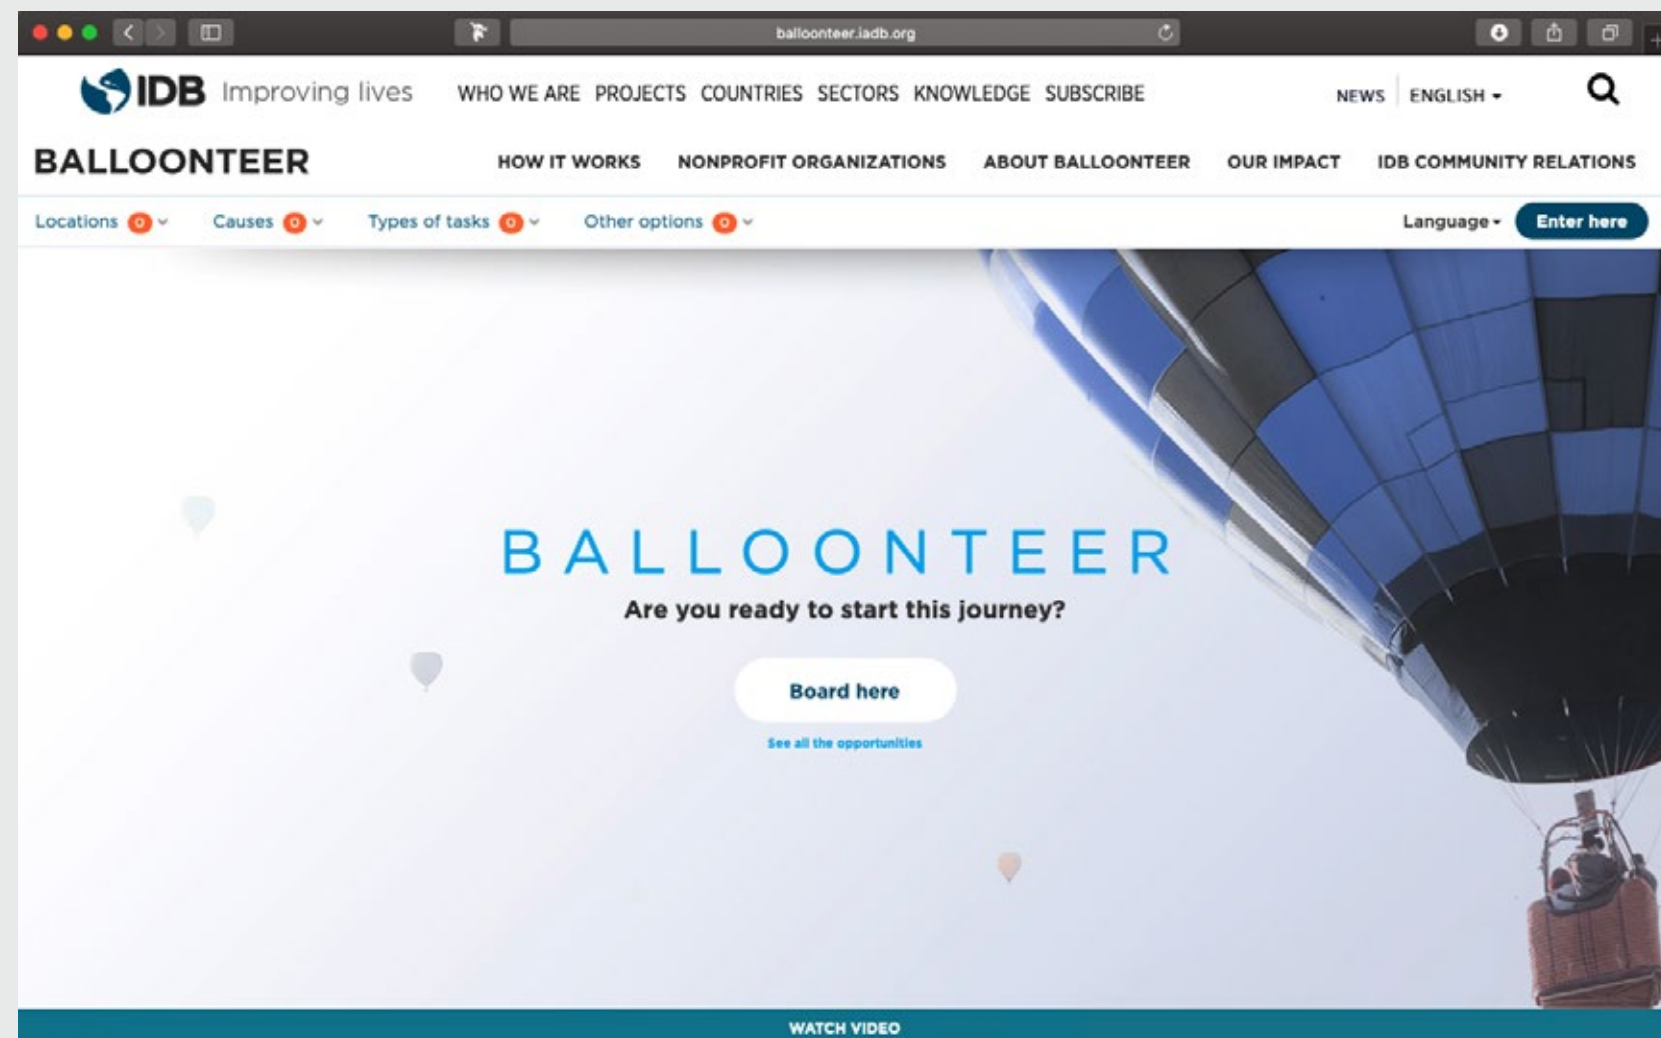 balloonteer.iadb.org
IDB Improving lives WHO WE ARE PROJECTS COUNTRIES SECTORS KNOWLEDGE SUBSCRIBE NEWS ENGLISH
BALLOONTEER HOW IT WORKS NONPROFIT ORGANIZATIONS ABOUT BALLOONTEER OUR IMPACT IDB COMMUNITY RELATIONS
Locations 0 Causes 0 Types of tasks 0 Other options 0 Language Enter here
BALLOONTEER
Are you ready to start this journey?
Board here
See all the opportunities
WATCH VIDEO